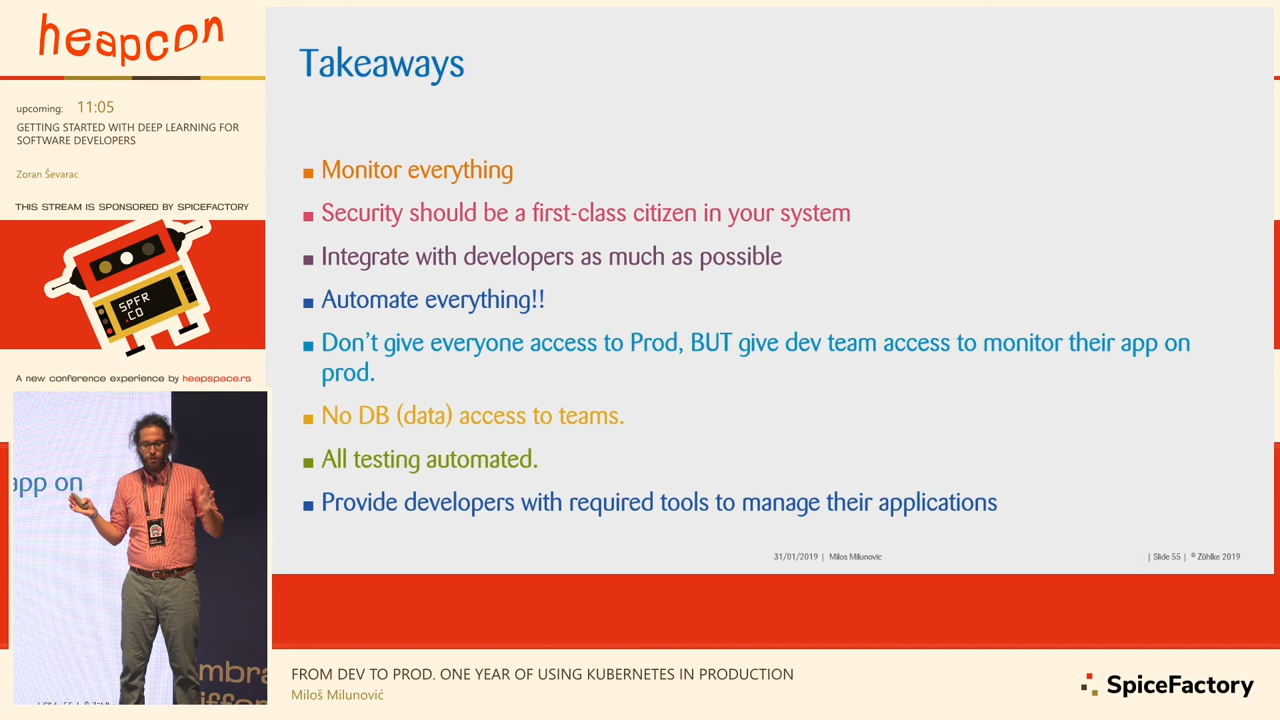 heapcon
upcoming: 11:05
GETTING STARTED WITH DEEP LEARNING FOR
SOFTWARE DEVELOPERS
Zoran Ševarac
THIS STREAM IS SPONSORED BY SPICEFACTORY
SPFR
.CO
A new conference experience by heapspace.rs
Takeaways
■ Monitor everything
■ Security should be a first-class citizen in your system
■ Integrate with developers as much as possible
■ Automate everything!!
■ Don't give everyone access to Prod, BUT give dev team access to monitor their app on
prod.
■ No DB (data) access to teams.
■ All testing automated.
■ Provide developers with required tools to manage their applications
31/01/2019 | Milos Milunovic
| Slide 55 | © Zühlke 2019
app on
mbra
iffer
FROM DEV TO PROD. ONE YEAR OF USING KUBERNETES IN PRODUCTION
Miloš Milunović
SpiceFactory